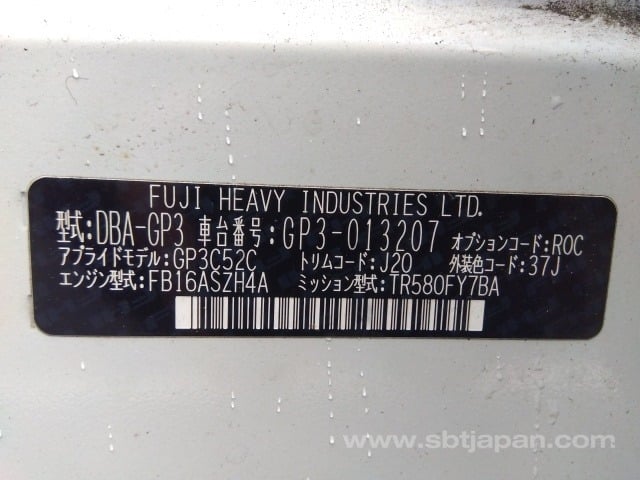 FUJI HEAVY INDUSTRIES LTD.
型式:DBA-GP3 車台番号:GP3-013207 オプションコード:ROC
アプライドモデル:GP3C52C トリムコード:J20 外装色コード:37J
エンジン型式:FB16ASZH4A ミッション型式:TR580FY7BA
www.sbtjapan.com